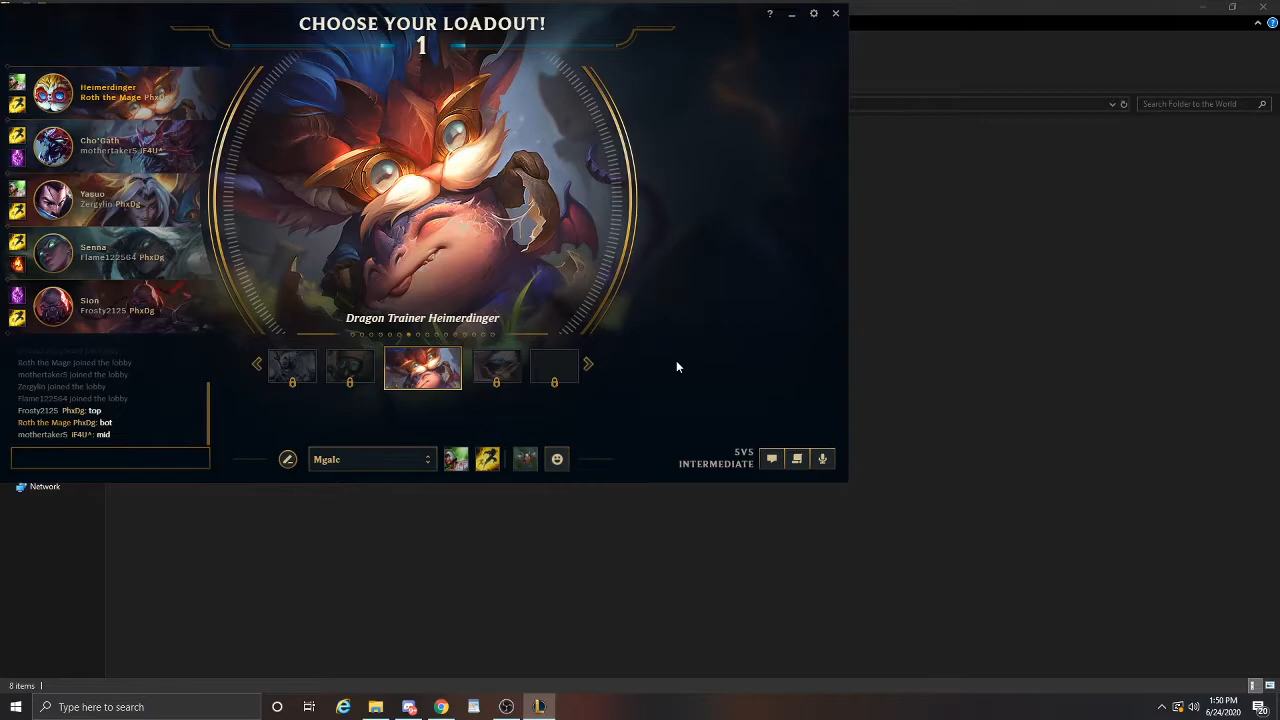 CHOOSE YOUR LOADOUT!
1
Search Folder to the World
Heimerdinger
Roth the Mage PhxDg
Cho'Gath
mothertaker5 iF4U^
Yasuo
Zergylin PhxDg
Senna
Flame122564 PhxDg
Sion
Frosty2125 PhxDg
Dragon Trainer Heimerdinger
Roth the Mage joined the lobby
mothertaker5 joined the lobby
Zergylin joined the lobby
Flame122564 joined the lobby
Frosty2125 PhxDg: top
Roth the Mage PhxDg: bot
mothertaker5 iF4U^: mid
Mgalc
5V5
INTERMEDIATE
Network
8 items
Type here to search
1:50 PM
6/24/2020
20